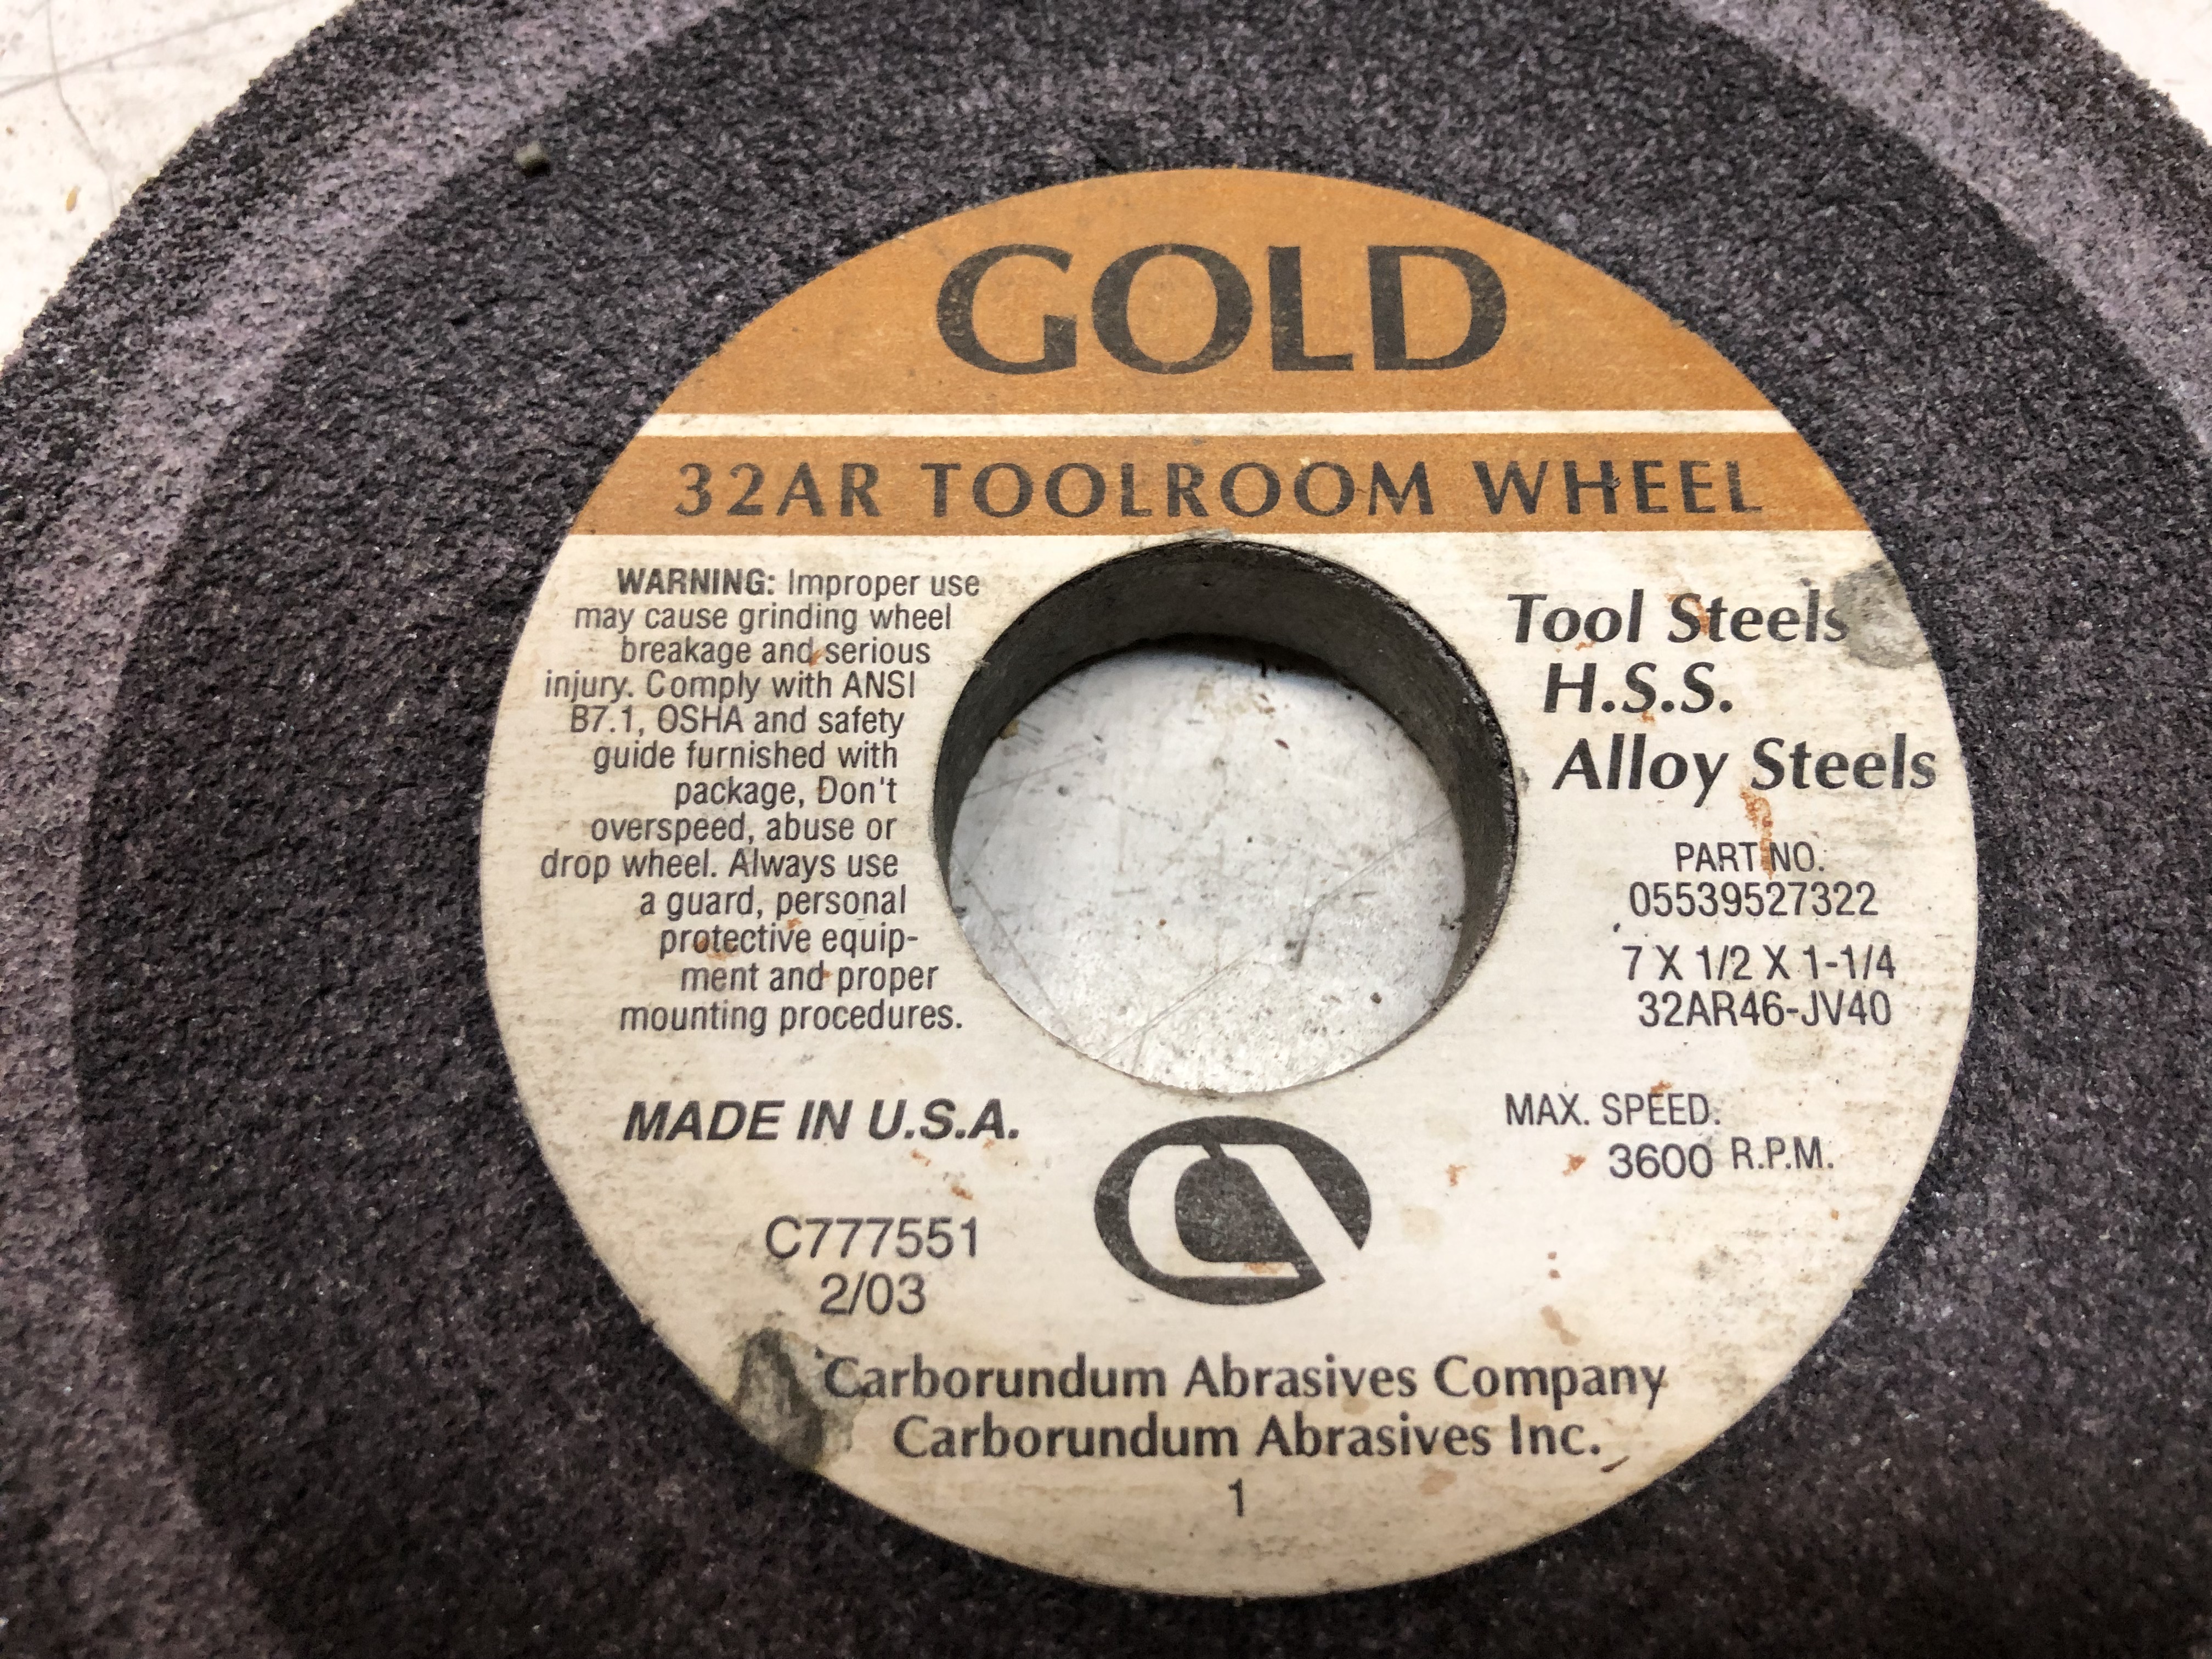 GOLD
32AR TOOLROOM WHEEL
WARNING: Improper use
may cause grinding wheel
breakage and serious
injury. Comply with ANSI
B7.1, OSHA and safety
guide furnished with
package, Don't
overspeed, abuse or
drop wheel. Always use
a guard, personal
protective equip-
ment and proper
mounting procedures.
Tool Steels
H.S.S.
Alloy Steels
PART NO.
05539527322
7 X 1/2 X 1-1/4
32AR46-JV40
MAX. SPEED.
3600 R.P.M.
MADE IN U.S.A.
C777551
2/03
CA
Carborundum Abrasives Company
Carborundum Abrasives Inc.
1